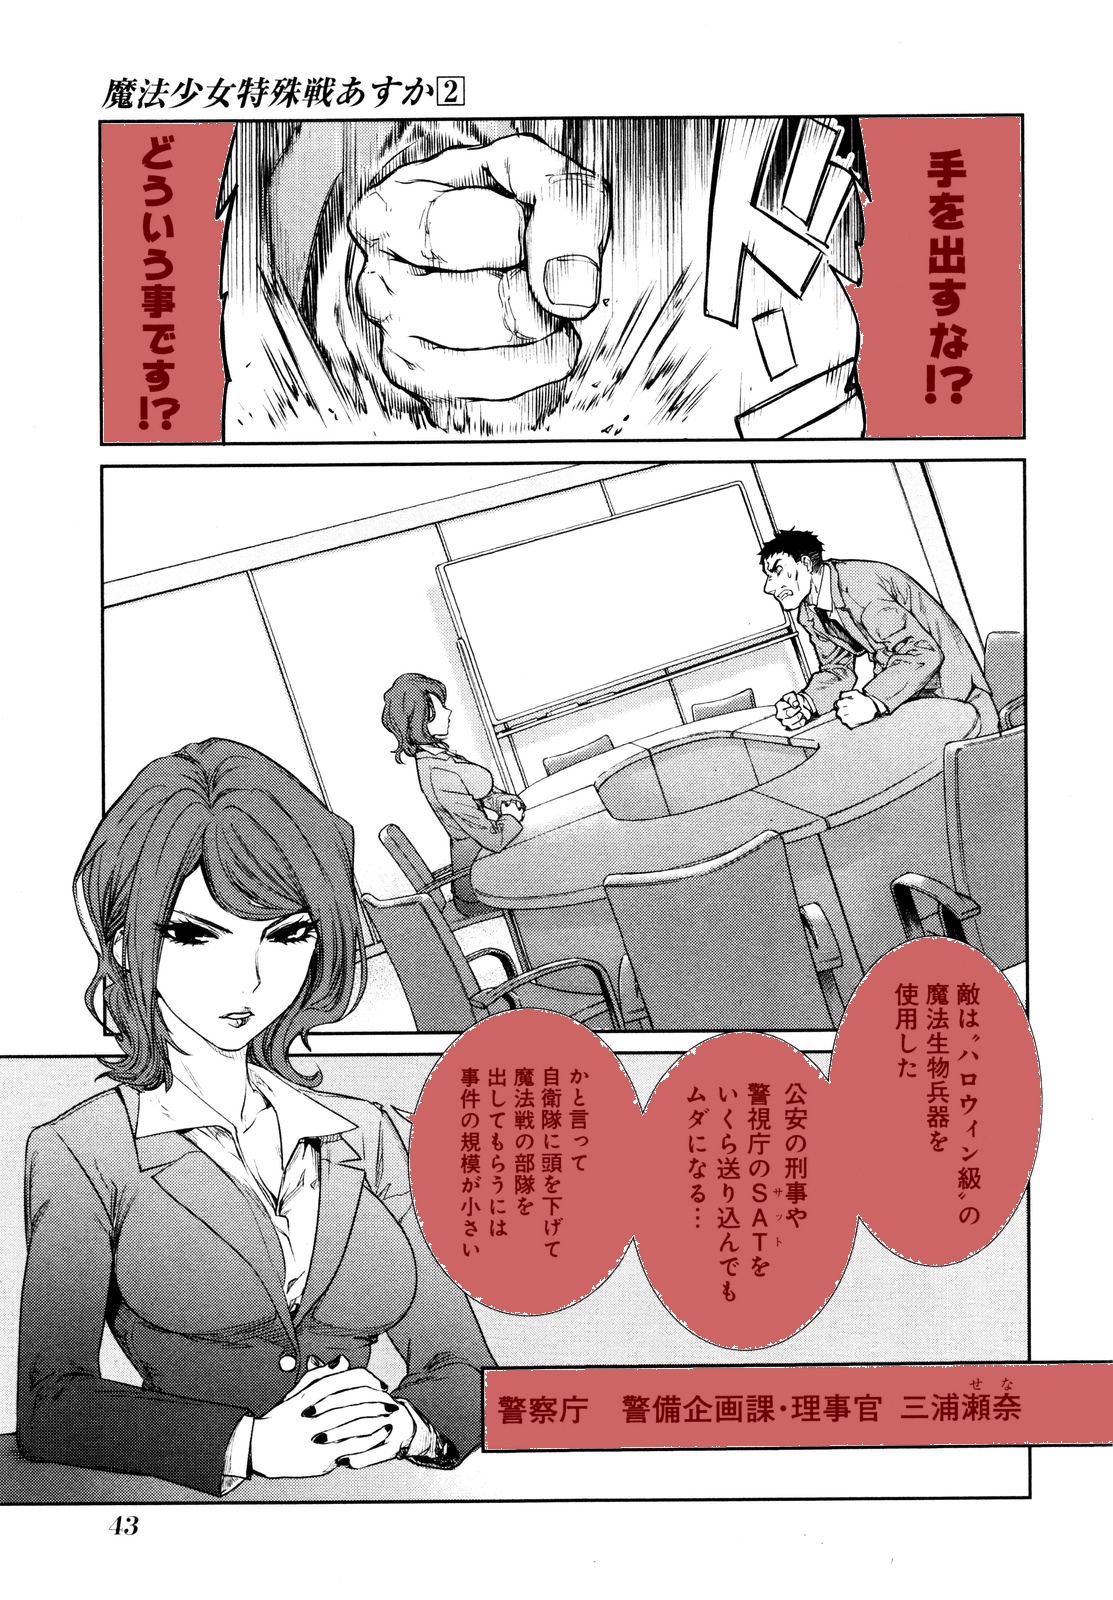 魔法少女特殊戦あすか2
手を出すな!?
どういう事です!?
ドン
敵は〝ハロウィン級〟の
魔法生物兵器を
使用した
公安の刑事や
警視庁のSATを
サット
いくら送り込んでも
ムダになる…
かと言って
自衛隊に頭を下げて
魔法戦の部隊を
出してもらうには
事件の規模が小さい
せな
警察庁 警備企画課・理事官 三浦瀬奈
43